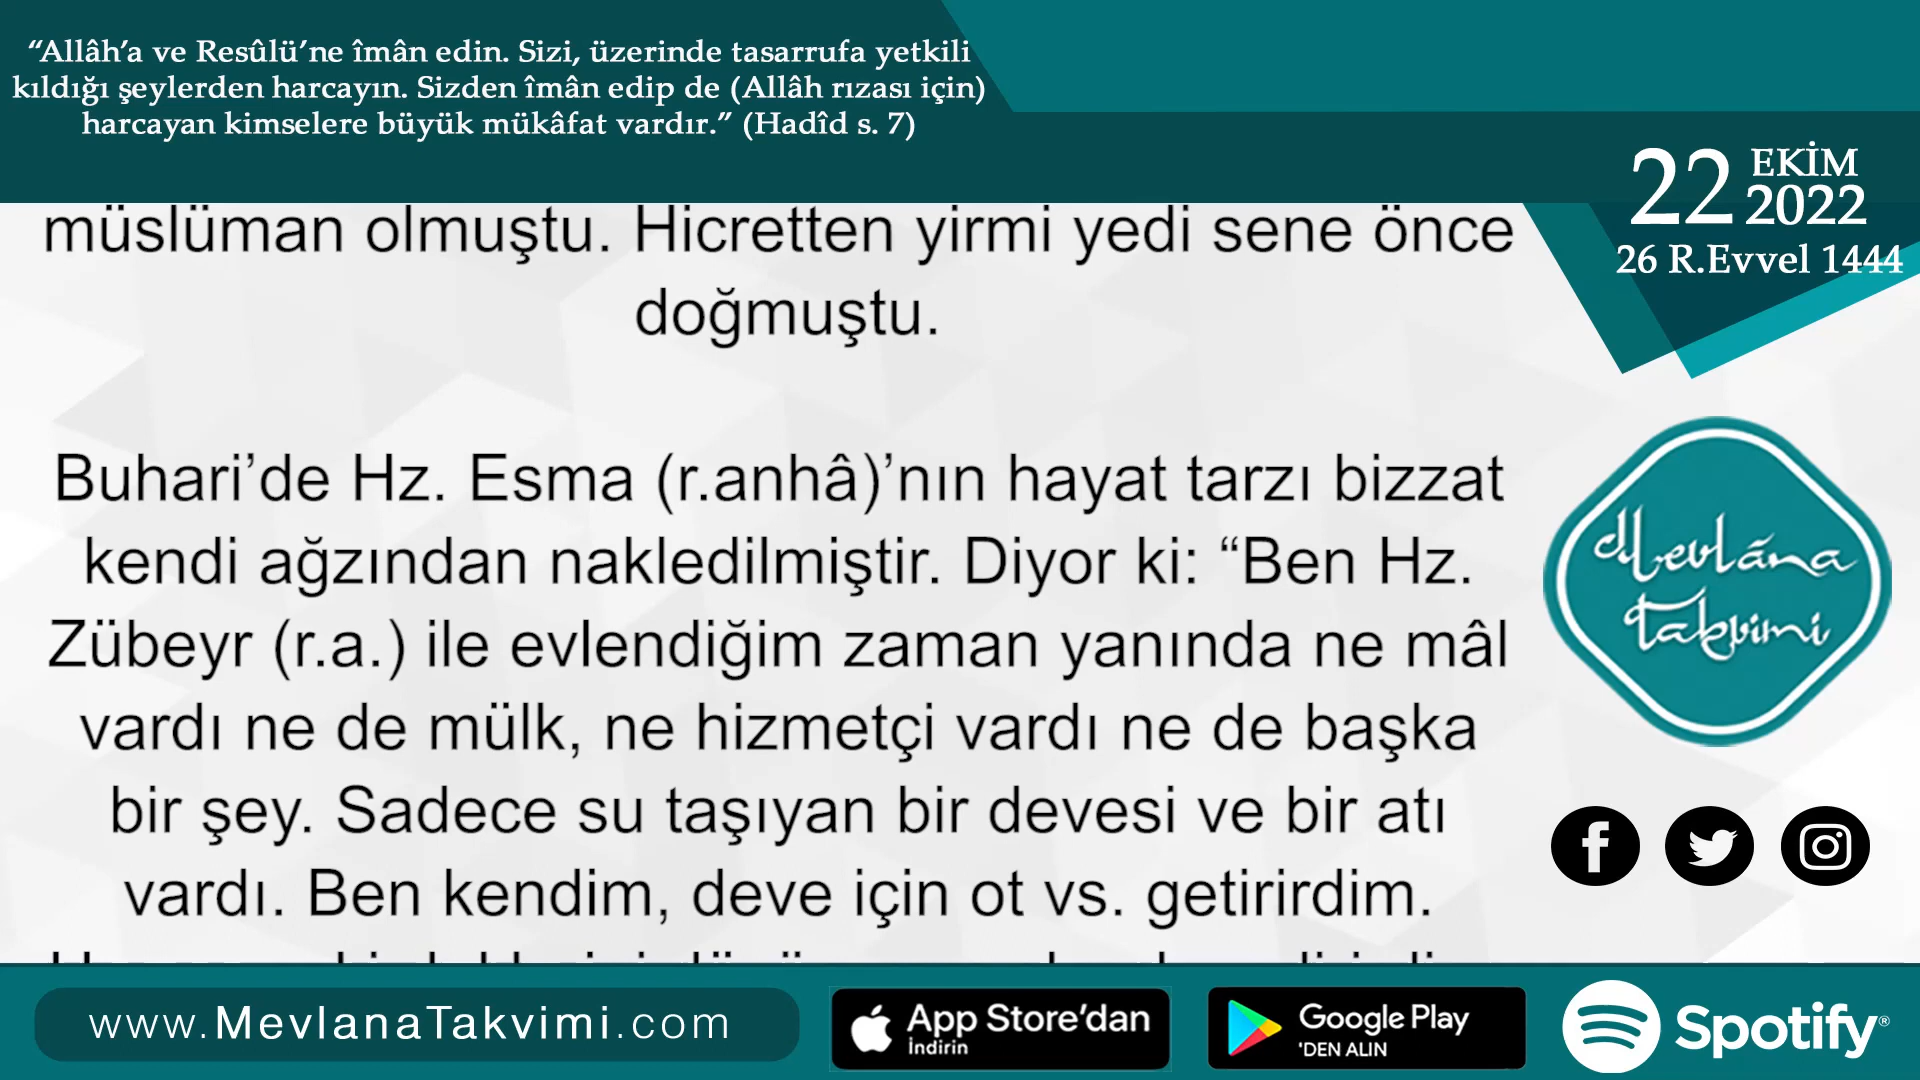 “Allâh’a ve Resûlü’ne îmân edin. Sizi, üzerinde tasarrufa yetkili
kıldığı şeylerden harcayın. Sizden îmân edip de (Allâh rızası için)
harcayan kimselere büyük mükâfat vardır.” (Hadîd s. 7)
22 EKİM
2022
26 R.Evvel 1444
müslüman olmuştu. Hicretten yirmi yedi sene önce
doğmuştu.
Buhari’de Hz. Esma (r.anhâ)’nın hayat tarzı bizzat
kendi ağzından nakledilmiştir. Diyor ki: “Ben Hz.
Zübeyr (r.a.) ile evlendiğim zaman yanında ne mâl
vardı ne de mülk, ne hizmetçi vardı ne de başka
bir şey. Sadece su taşıyan bir devesi ve bir atı
vardı. Ben kendim, deve için ot vs. getirirdim.
Mevlâna
Takvimi
www.MevlanaTakvimi.com
App Store’dan
İndirin
Google Play
'DEN ALIN
Spotify®